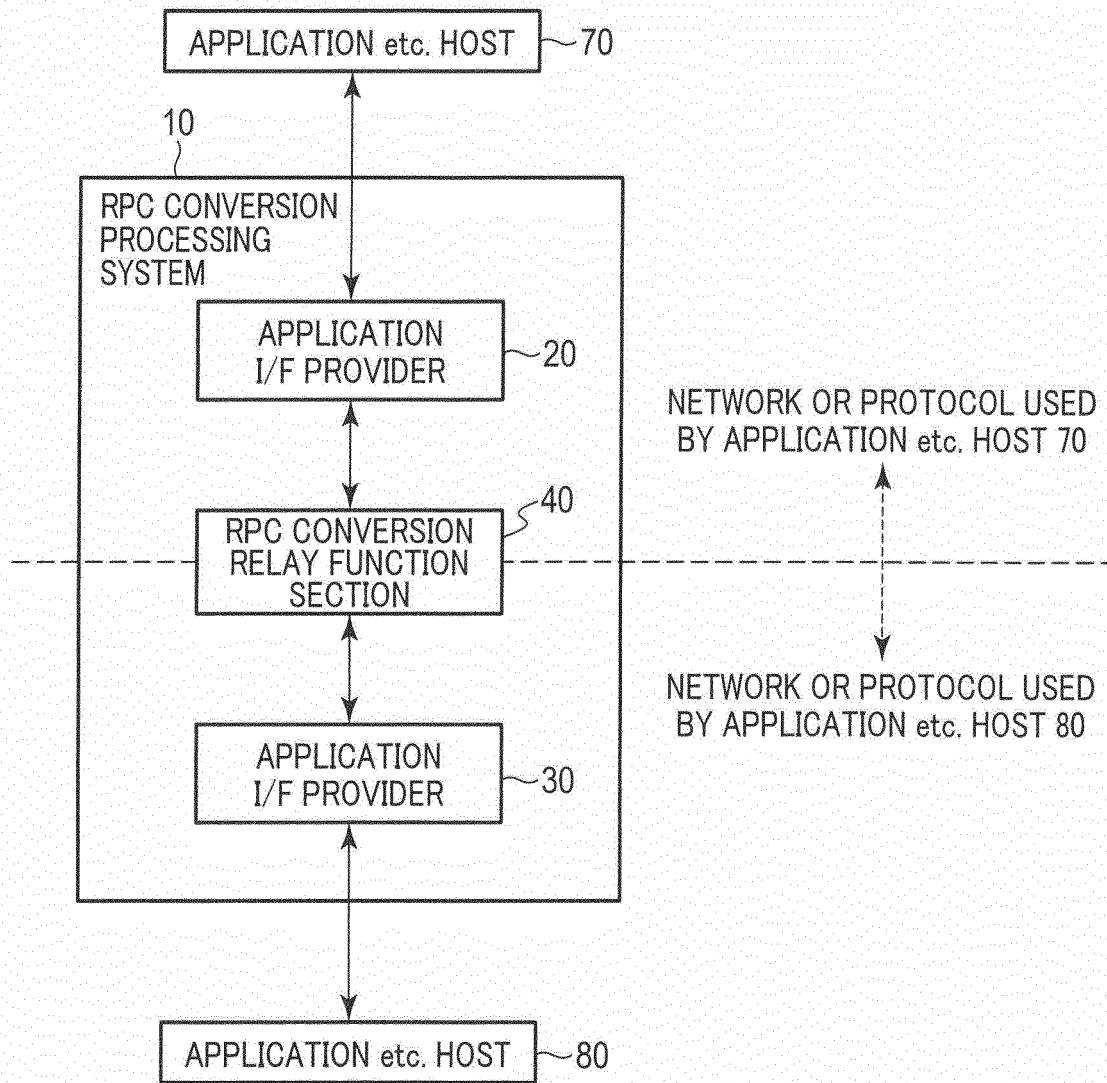 APPLICATION etc. HOST
70
10
RPC CONVERSION
PROCESSING
SYSTEM
APPLICATION
I/F PROVIDER
20
NETWORK OR PROTOCOL USED
BY APPLICATION etc. HOST 70
RPC CONVERSION
RELAY FUNCTION
SECTION
40
NETWORK OR PROTOCOL USED
BY APPLICATION etc. HOST 80
APPLICATION
I/F PROVIDER
30
APPLICATION etc. HOST
80